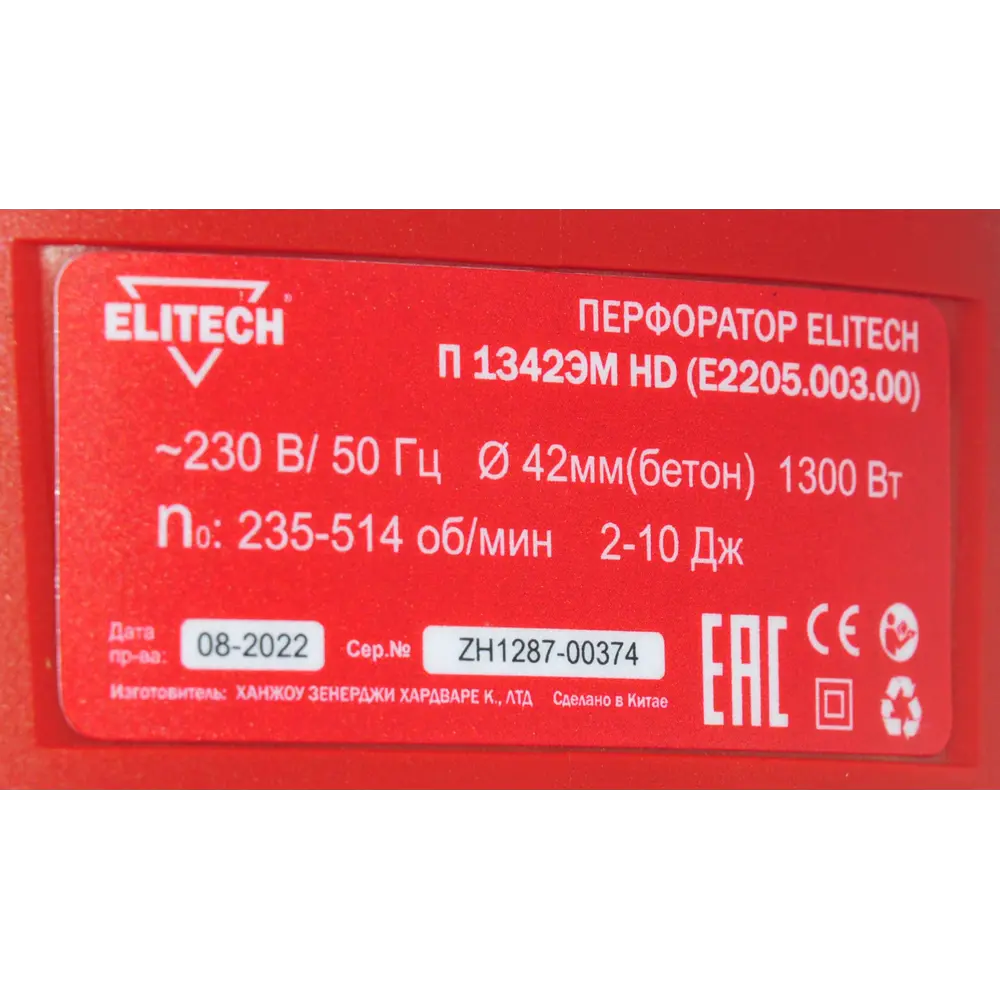 ELITECH
ПЕРФОРАТОР ELITECH
П 1342ЭМ HD (E2205.003.00)
~230 В/ 50 Гц Ø 42мм(бетон) 1300 Вт
n₀: 235-514 об/мин 2-10 Дж
Дата пр-ва: 08-2022 Сер.№ ZH1287-00374
Изготовитель: ХАНЖОУ ЗЕНЕРДЖИ ХАРДВАРЕ К., ЛТД Сделано в Китае
EAC CE